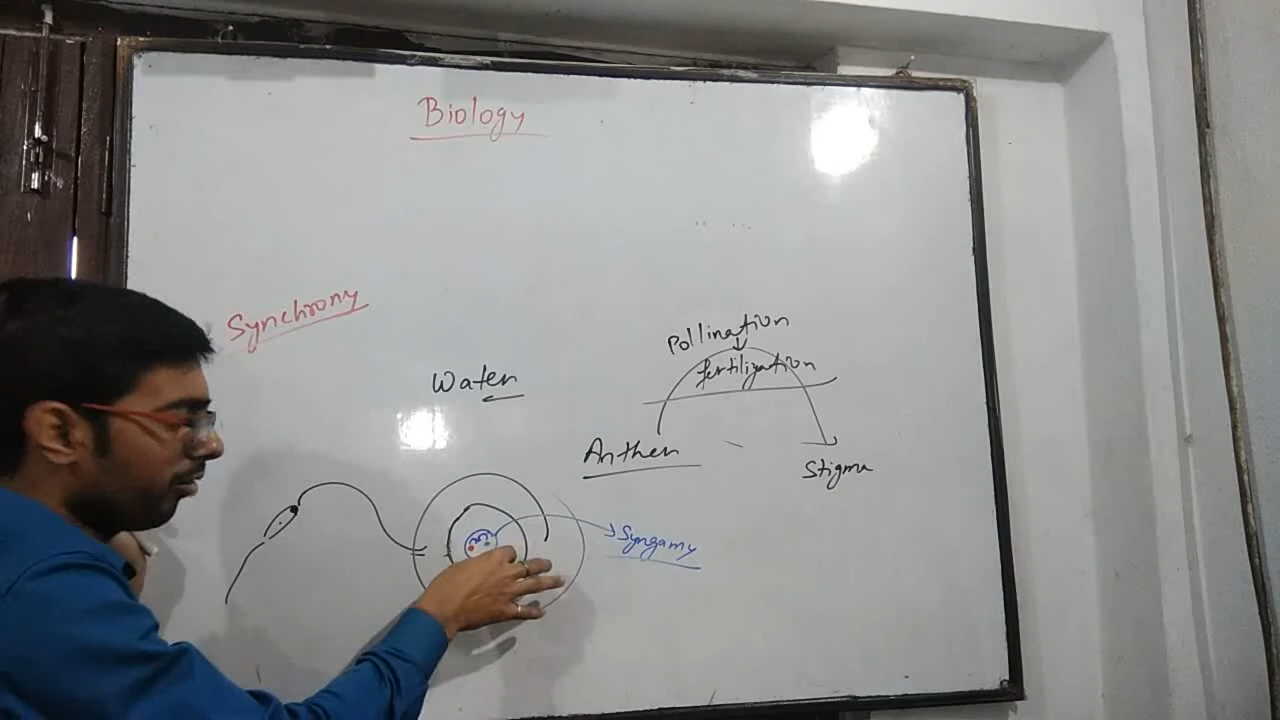 Biology
Synchrony
Pollination
fertilization
Water
Anther
Stigma
Syngamy